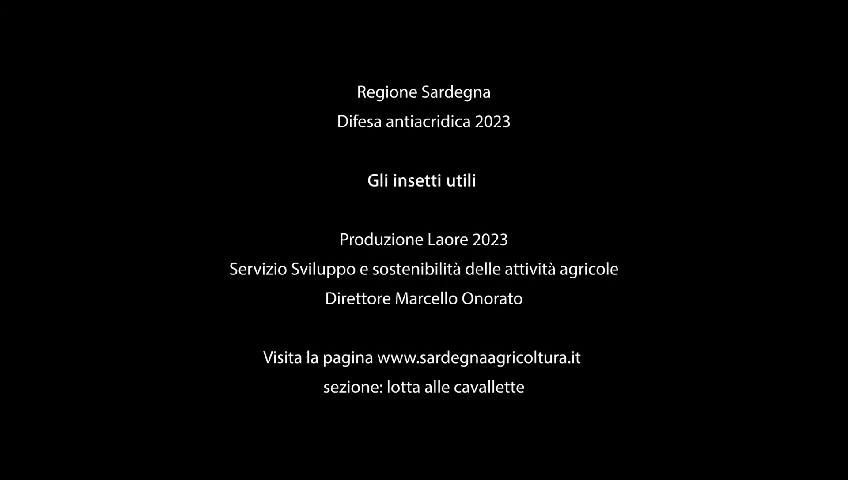 Regione Sardegna
Difesa antiacridica 2023
Gli insetti utili
Produzione Laore 2023
Servizio Sviluppo e sostenibilità delle attività agricole
Direttore Marcello Onorato
Visita la pagina www.sardegnaagricoltura.it
sezione: lotta alle cavallette